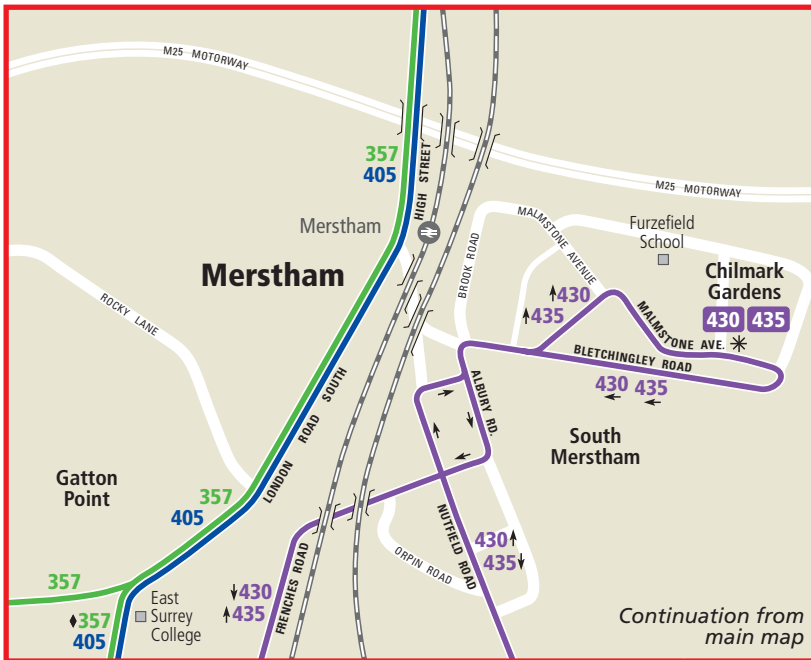 M25 MOTORWAY
357
405
HIGH STREET
M25 MOTORWAY
Merstham
Merstham
ROCKY LANE
BROOK ROAD
MALMSTONE
AVENUE
Furzefield
School
Chilmark
Gardens
430 435
↑430
↑435
MALMSTONE AVE.
BLETCHINGLEY ROAD
430 435
← ←
ALBURY RD.
South
Merstham
LONDON ROAD SOUTH
Gatton
Point
357
405
357
♦357
405
East
Surrey
College
↓430
↑435
FRENCHES ROAD
ORPIN ROAD
NUTFIELD ROAD
430↑
435↓
Continuation from
main map